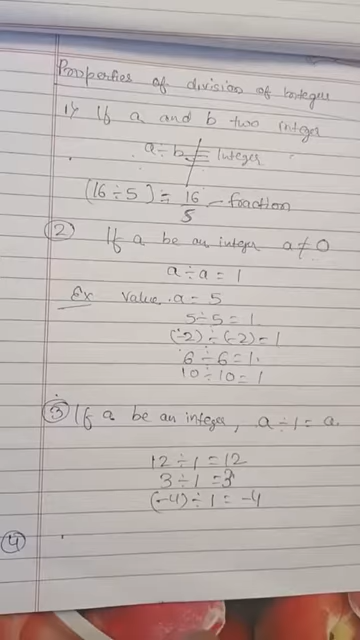 Properties of division of Integers
1) If a and b two integer
a ÷ b ≠ Integer
(16 ÷ 5) = 16/5 - fraction
② If a be an integer a ≠ 0
a ÷ a = 1
Ex Value a = 5
5 ÷ 5 = 1
(-2) ÷ (-2) = 1
6 ÷ 6 = 1.
10 ÷ 10 = 1
③ If a be an integer, a ÷ 1 = a.
12 ÷ 1 = 12
3 ÷ 1 = 3
(-4) ÷ 1 = -4
④